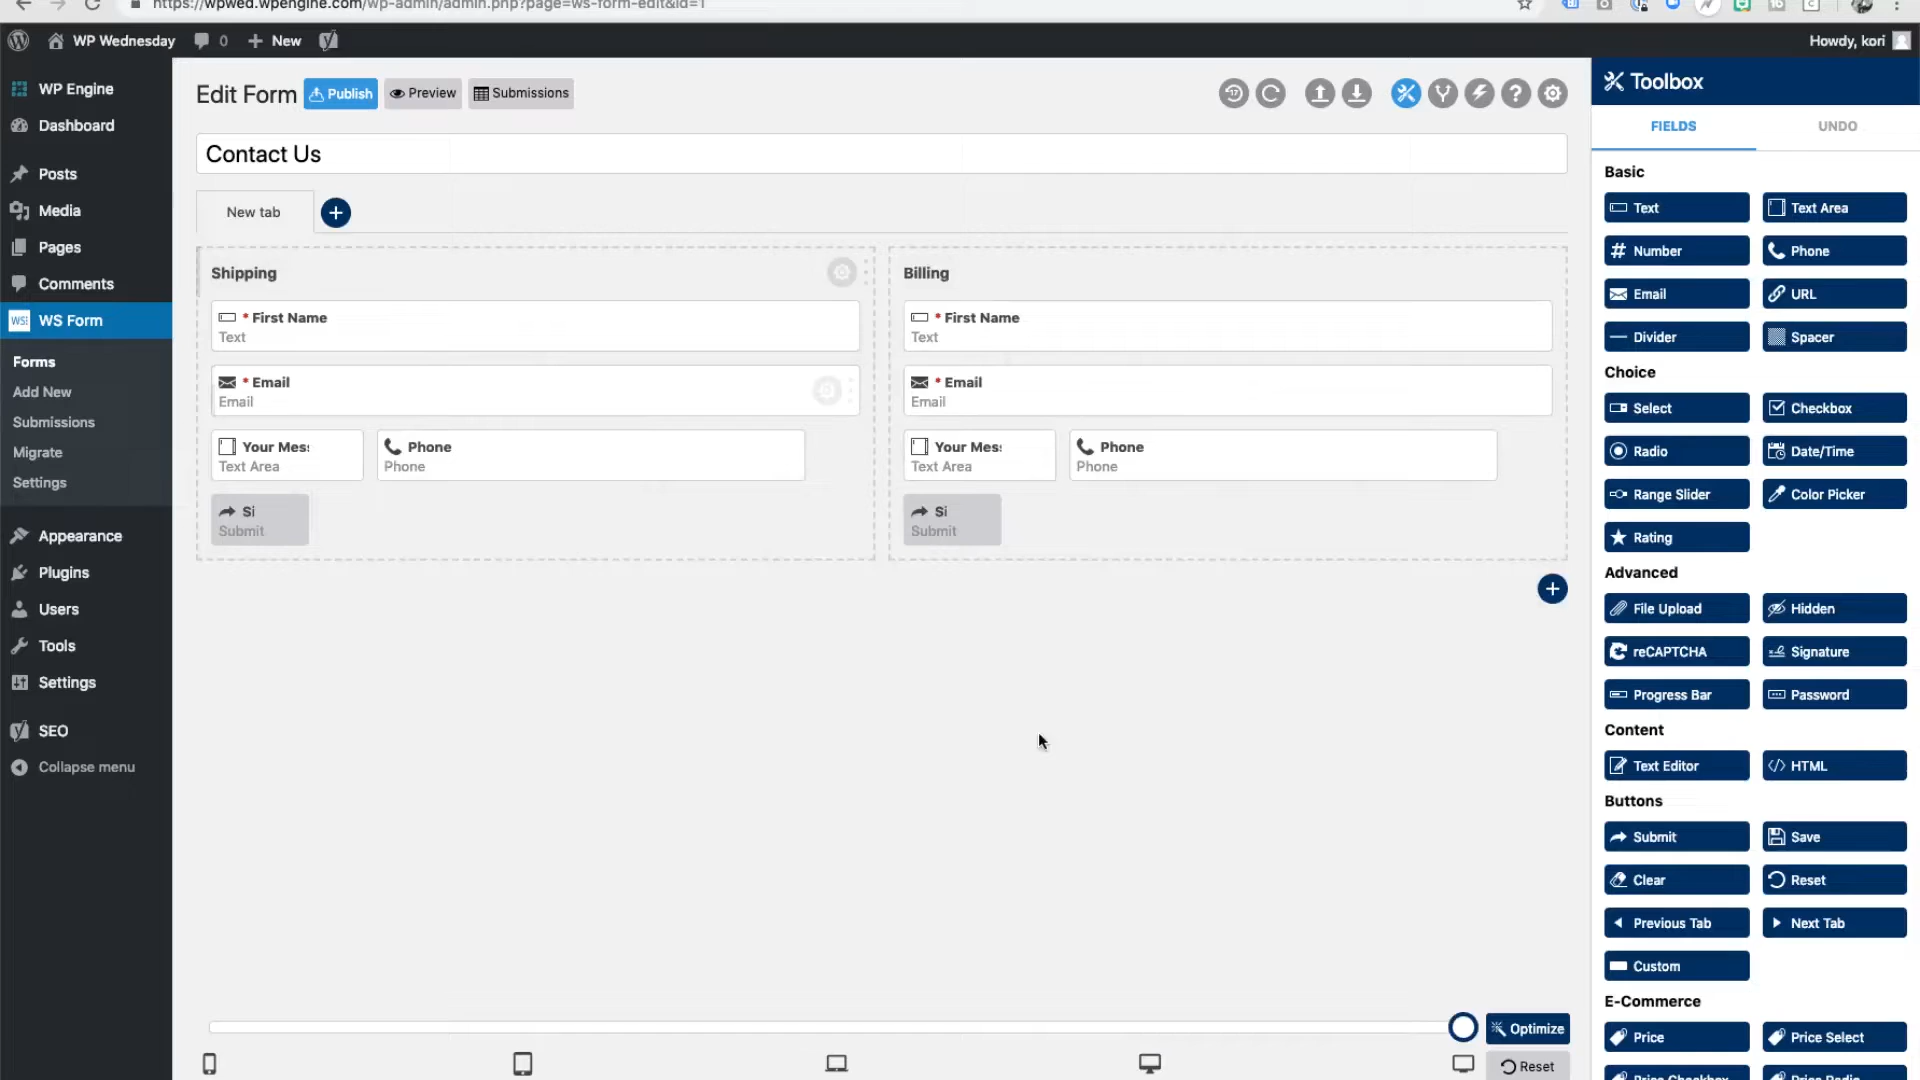 https://wpwed.wpengine.com/wp-admin/admin.php?page=ws-form-edit&id=1
WP Wednesday
0
New
Howdy, kori
WP Engine
Dashboard
Posts
Media
Pages
Comments
WS Form
Forms
Add New
Submissions
Migrate
Settings
Appearance
Plugins
Users
Tools
Settings
SEO
Collapse menu
Edit Form
Publish
Preview
Submissions
Contact Us
New tab
Shipping
* First Name
Text
* Email
Email
Your Mes
Text Area
Phone
Phone
Si
Submit
Billing
* First Name
Text
* Email
Email
Your Mes
Text Area
Phone
Phone
Si
Submit
Optimize
Reset
Toolbox
FIELDS
UNDO
Basic
Text
Text Area
Number
Phone
Email
URL
Divider
Spacer
Choice
Select
Checkbox
Radio
Date/Time
Range Slider
Color Picker
Rating
Advanced
File Upload
Hidden
reCAPTCHA
Signature
Progress Bar
Password
Content
Text Editor
HTML
Buttons
Submit
Save
Clear
Reset
Previous Tab
Next Tab
Custom
E-Commerce
Price
Price Select
Price Checkbox
Price Radio